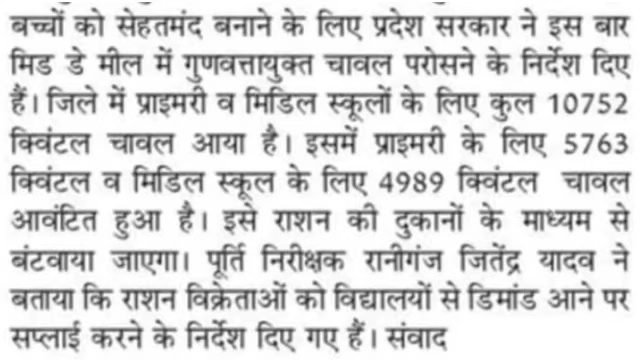 बच्चों को सेहतमंद बनाने के लिए प्रदेश सरकार ने इस बार
मिड डे मील में गुणवत्तायुक्त चावल परोसने के निर्देश दिए
हैं। जिले में प्राइमरी व मिडिल स्कूलों के लिए कुल 10752
क्विंटल चावल आया है। इसमें प्राइमरी के लिए 5763
क्विंटल व मिडिल स्कूल के लिए 4989 क्विंटल चावल
आवंटित हुआ है। इसे राशन की दुकानों के माध्यम से
बंटवाया जाएगा। पूर्ति निरीक्षक रानीगंज जितेंद्र यादव ने
बताया कि राशन विक्रेताओं को विद्यालयों से डिमांड आने पर
सप्लाई करने के निर्देश दिए गए हैं। संवाद